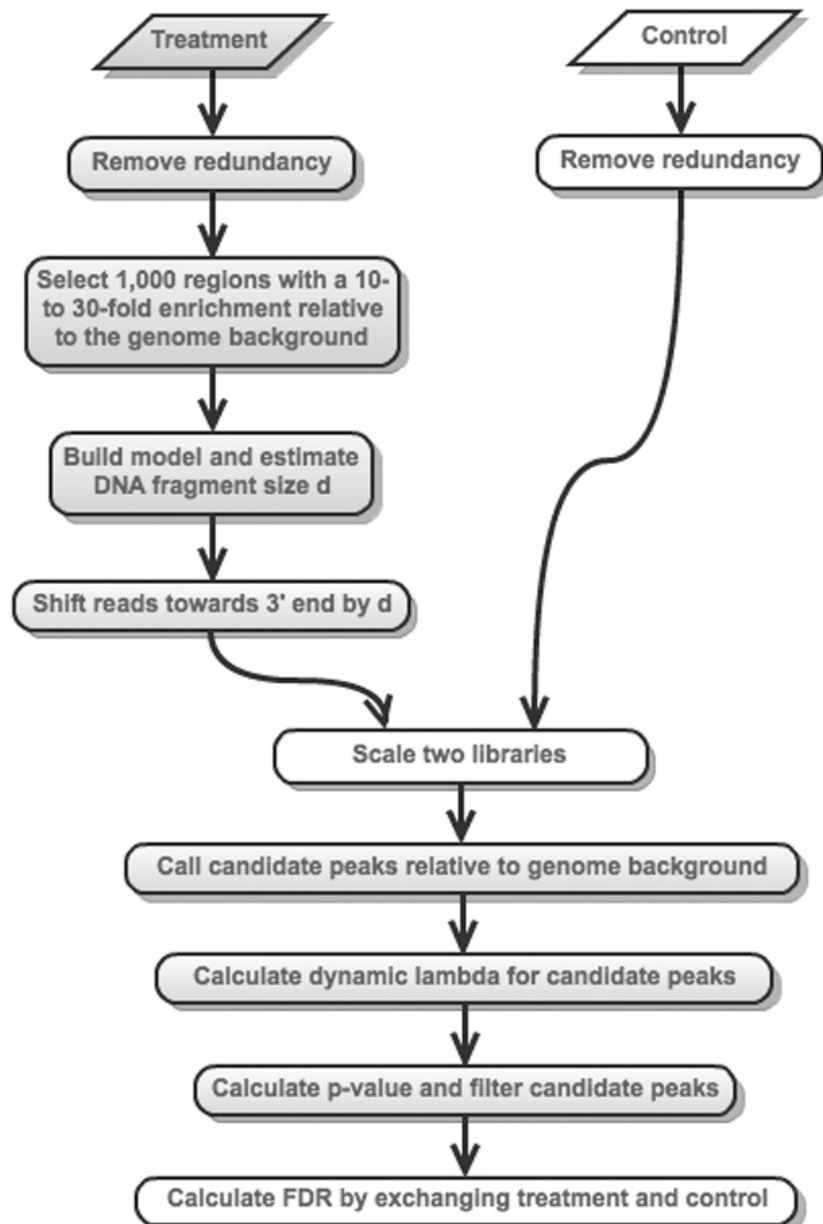 Treatment
Control
Remove redundancy
Remove redundancy
Select 1,000 regions with a 10-
to 30-fold enrichment relative
to the genome background
Build model and estimate
DNA fragment size d
Shift reads towards 3' end by d
Scale two libraries
Call candidate peaks relative to genome background
Calculate dynamic lambda for candidate peaks
Calculate p-value and filter candidate peaks
Calculate FDR by exchanging treatment and control